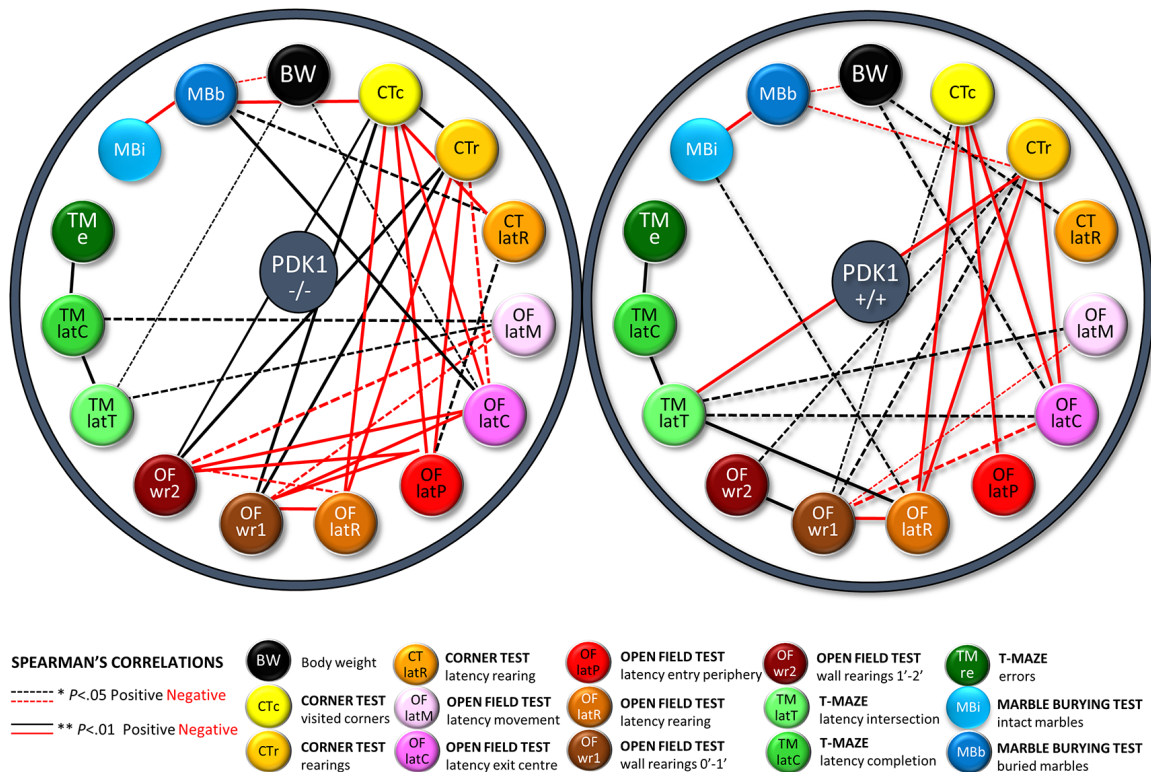 BW
MBb
CTc
MBi
CTr
TM
e
CT
latR
PDK1
-/-
TM
latC
OF
latM
TM
latT
OF
latC
OF
wr2
OF
latP
OF
wr1
OF
latR
BW
MBb
CTc
MBi
CTr
TM
e
CT
latR
PDK1
+/+
TM
latC
OF
latM
TM
latT
OF
latC
OF
wr2
OF
latP
OF
wr1
OF
latR
SPEARMAN'S CORRELATIONS
* P<.05 Positive Negative
** P<.01 Positive Negative
BW
Body weight
CTc
CORNER TEST
visited corners
CTr
CORNER TEST
rearings
CT
latR
CORNER TEST
latency rearing
OF
latM
OPEN FIELD TEST
latency movement
OF
latC
OPEN FIELD TEST
latency exit centre
OF
latP
OPEN FIELD TEST
latency entry periphery
OF
latR
OPEN FIELD TEST
latency rearing
OF
wr1
OPEN FIELD TEST
wall rearings 0'-1'
OF
wr2
OPEN FIELD TEST
wall rearings 1'-2'
TM
latT
T-MAZE
latency intersection
TM
latC
T-MAZE
latency completion
TM
re
T-MAZE
errors
MBi
MARBLE BURYING TEST
intact marbles
MBb
MARBLE BURYING TEST
buried marbles